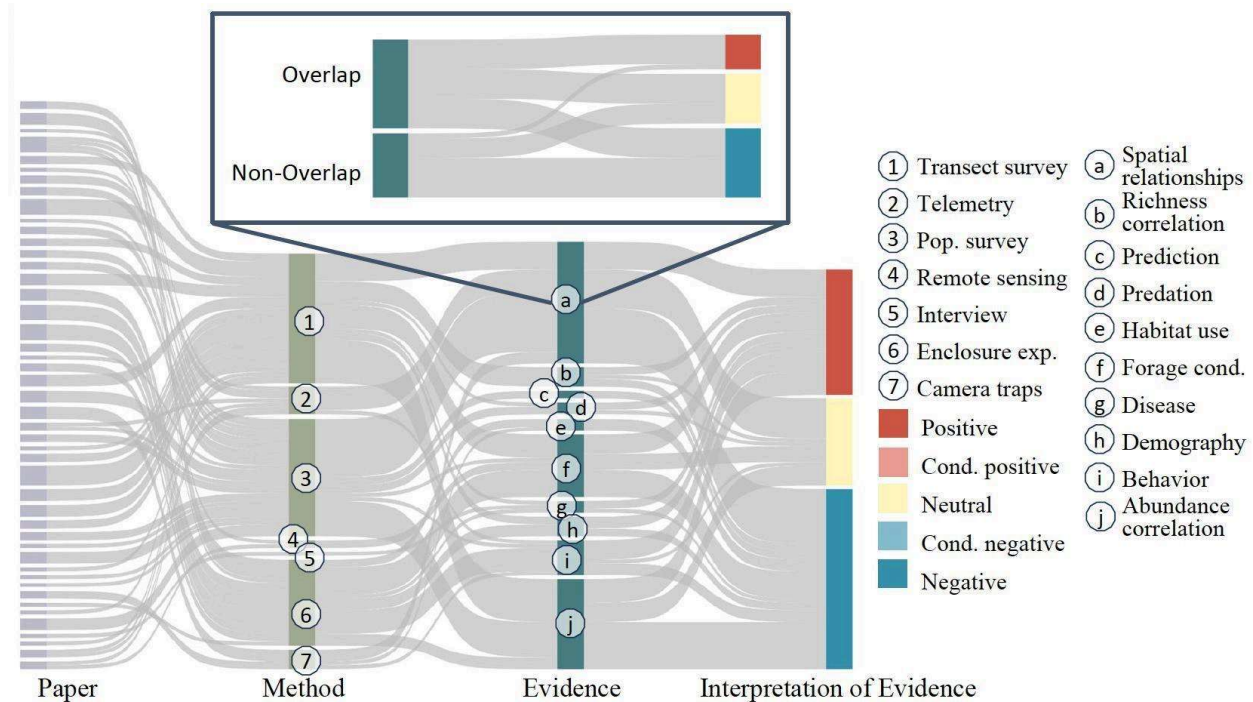 Overlap
Non-Overlap
1
2
3
4
5
6
7
a
b
c
d
e
f
g
h
i
j
1 Transect survey
2 Telemetry
3 Pop. survey
4 Remote sensing
5 Interview
6 Enclosure exp.
7 Camera traps
Positive
Cond. positive
Neutral
Cond. negative
Negative
a Spatial
relationships
b Richness
correlation
c Prediction
d Predation
e Habitat use
f Forage cond.
g Disease
h Demography
i Behavior
j Abundance
correlation
Paper
Method
Evidence
Interpretation of Evidence